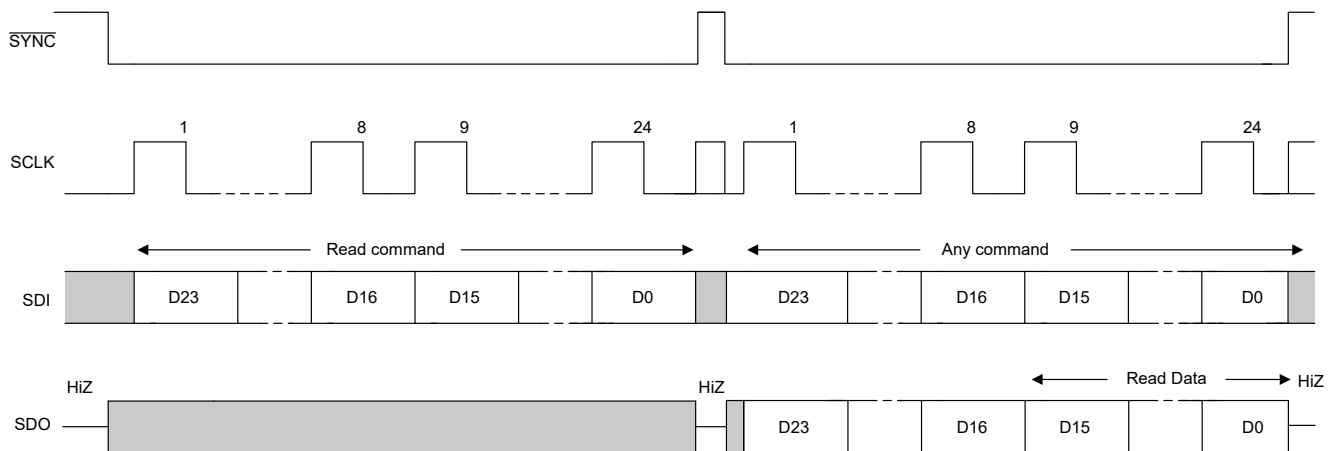 SYNC
1 8 9 24 1 8 9 24
SCLK
Read command Any command
SDI D23 D16 D15 D0 D23 D16 D15 D0
HiZ HiZ Read Data HiZ
SDO D23 D16 D15 D0